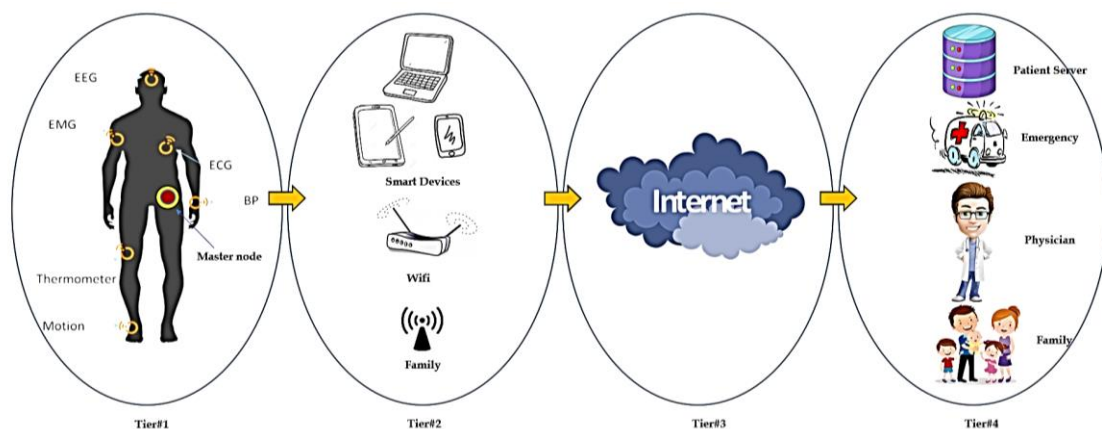 EEG
EMG
ECG
BP
Master node
Thermometer
Motion
Tier#1
Smart Devices
Wifi
Family
Tier#2
Internet
Tier#3
Patient Server
Emergency
Physician
Family
Tier#4